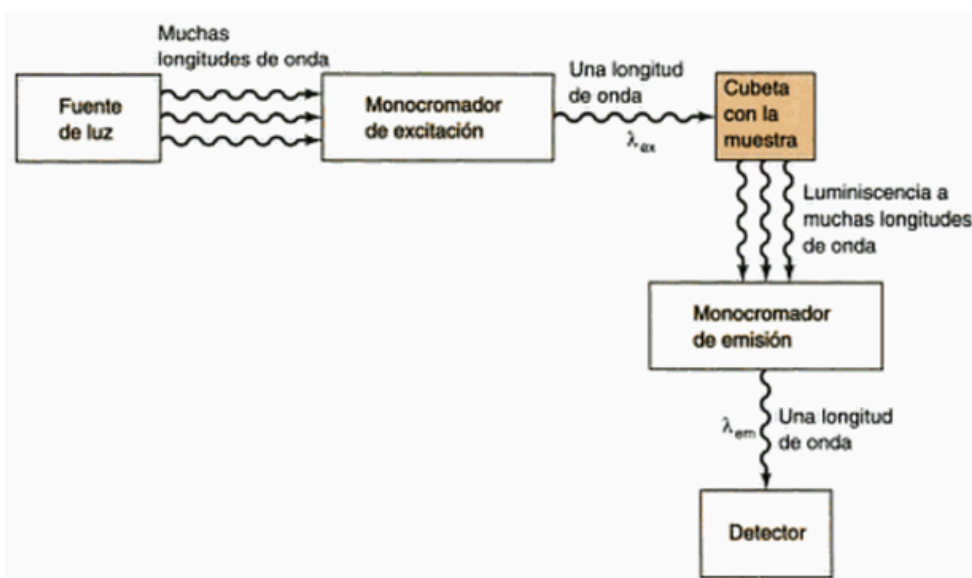 Muchas
longitudes de onda
Fuente
de luz
Monocromador
de excitación
Una longitud
de onda
λex
Cubeta
con la
muestra
Luminiscencia a
muchas longitudes
de onda
Monocromador
de emisión
λem
Una longitud
de onda
Detector